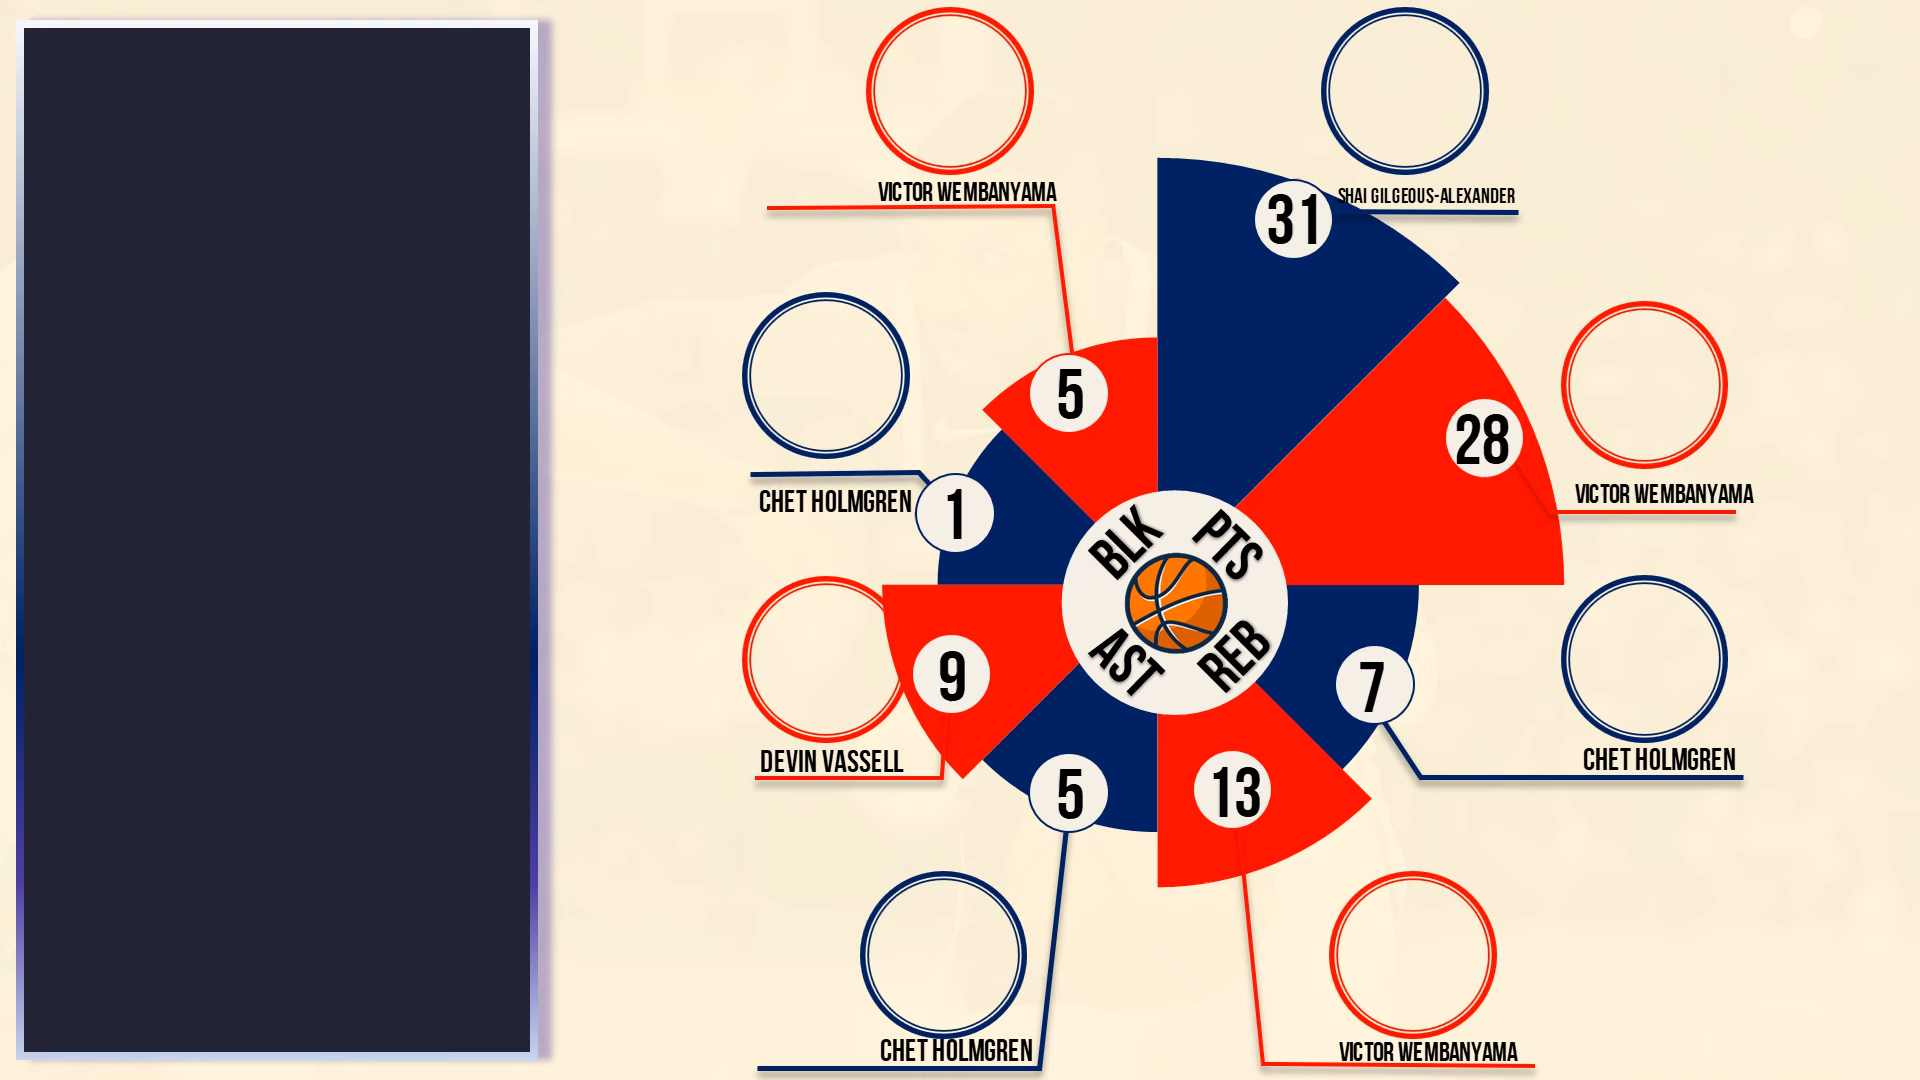 VICTOR WEMBANYAMA
SHAI GILGEOUS-ALEXANDER
31
5
28
VICTOR WEMBANYAMA
CHET HOLMGREN
1
BLK
PTS
AST
REB
9
7
DEVIN VASSELL
CHET HOLMGREN
5
13
CHET HOLMGREN
VICTOR WEMBANYAMA